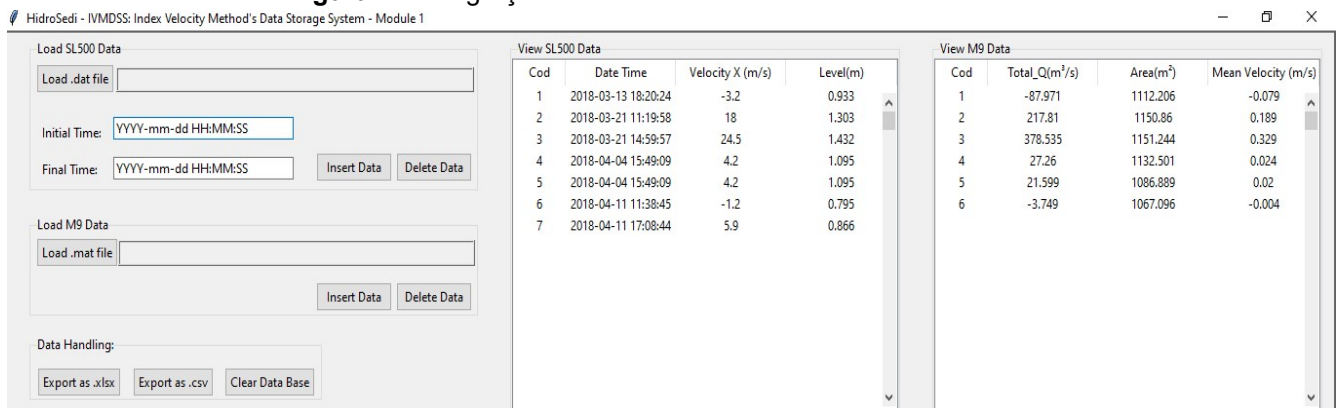 HidroSedi - IVMDSS: Index Velocity Method's Data Storage System - Module 1
Load SL500 Data
Load .dat file
Initial Time: YYYY-mm-dd HH:MM:SS
Final Time: YYYY-mm-dd HH:MM:SS Insert Data Delete Data
Load M9 Data
Load .mat file
Insert Data Delete Data
Data Handling:
Export as .xlsx Export as .csv Clear Data Base
View SL500 Data
Cod Date Time Velocity X (m/s) Level(m)
1 2018-03-13 18:20:24 -3.2 0.933
2 2018-03-21 11:19:58 18 1.303
3 2018-03-21 14:59:57 24.5 1.432
4 2018-04-04 15:49:09 4.2 1.095
5 2018-04-04 15:49:09 4.2 1.095
6 2018-04-11 11:38:45 -1.2 0.795
7 2018-04-11 17:08:44 5.9 0.866
View M9 Data
Cod Total_Q(m³/s) Area(m²) Mean Velocity (m/s)
1 -87.971 1112.206 -0.079
2 217.81 1150.86 0.189
3 378.535 1151.244 0.329
4 27.26 1132.501 0.024
5 21.599 1086.889 0.02
6 -3.749 1067.096 -0.004